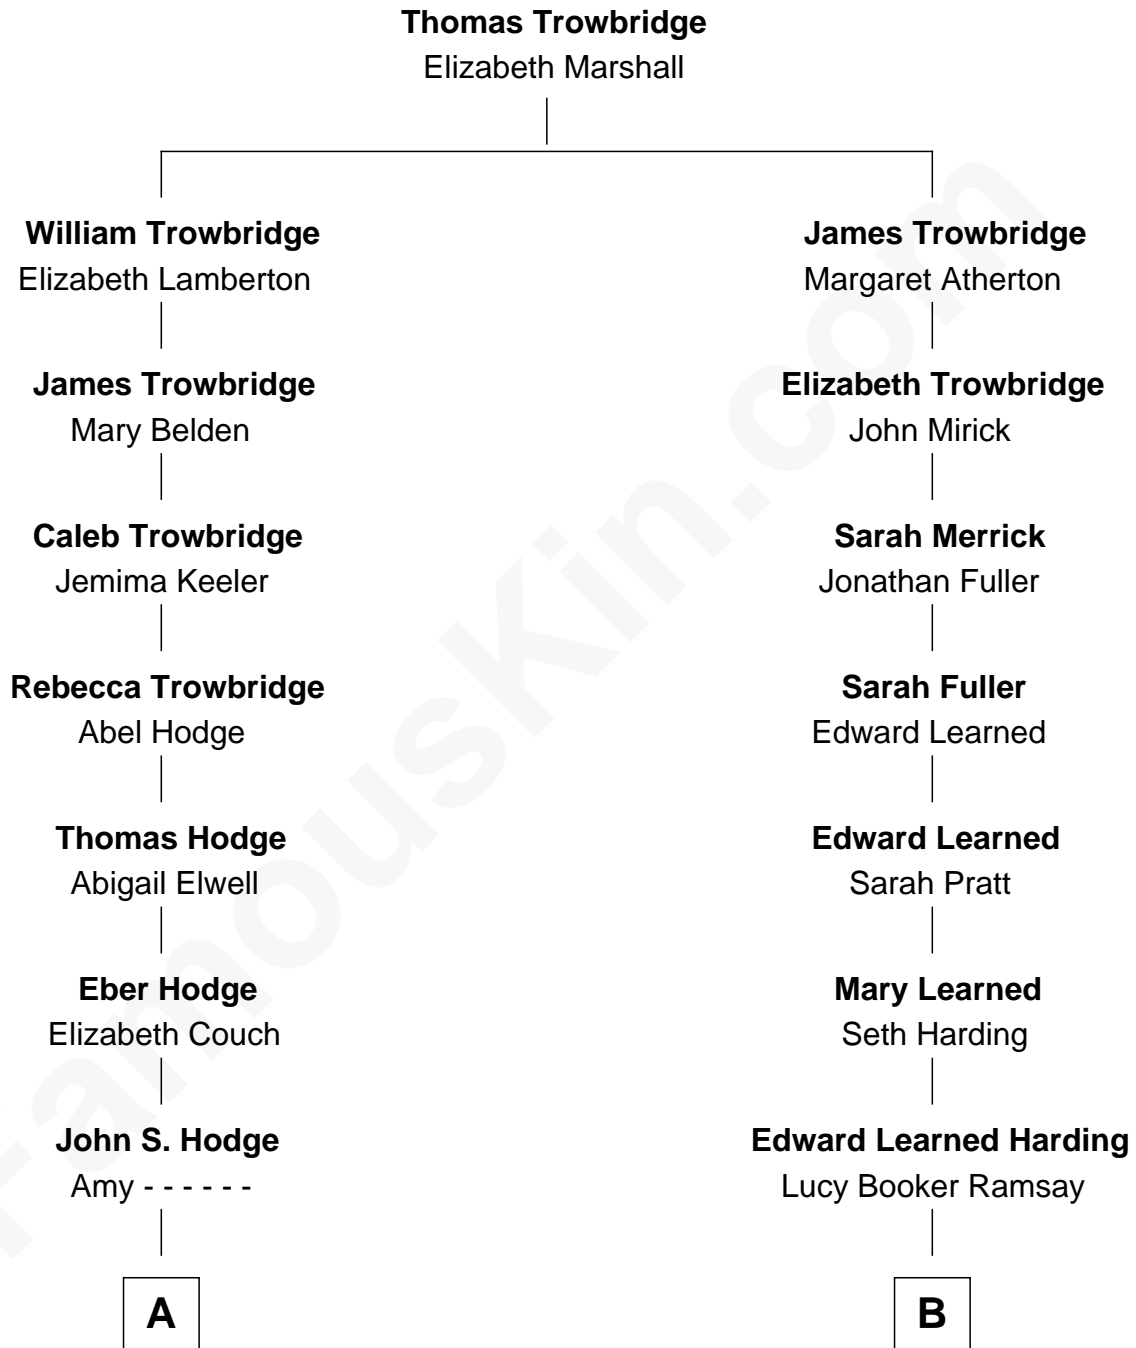 Thomas Trowbridge
Elizabeth Marshall
William Trowbridge
Elizabeth Lamberton
James Trowbridge
Margaret Atherton
James Trowbridge
Mary Belden
Elizabeth Trowbridge
John Mirick
Caleb Trowbridge
Jemima Keeler
Sarah Merrick
Jonathan Fuller
Rebecca Trowbridge
Abel Hodge
Sarah Fuller
Edward Learned
Thomas Hodge
Abigail Elwell
Edward Learned
Sarah Pratt
Eber Hodge
Elizabeth Couch
Mary Learned
Seth Harding
John S. Hodge
Amy - - - - - -
Edward Learned Harding
Lucy Booker Ramsay
A
B
FamousKin.com